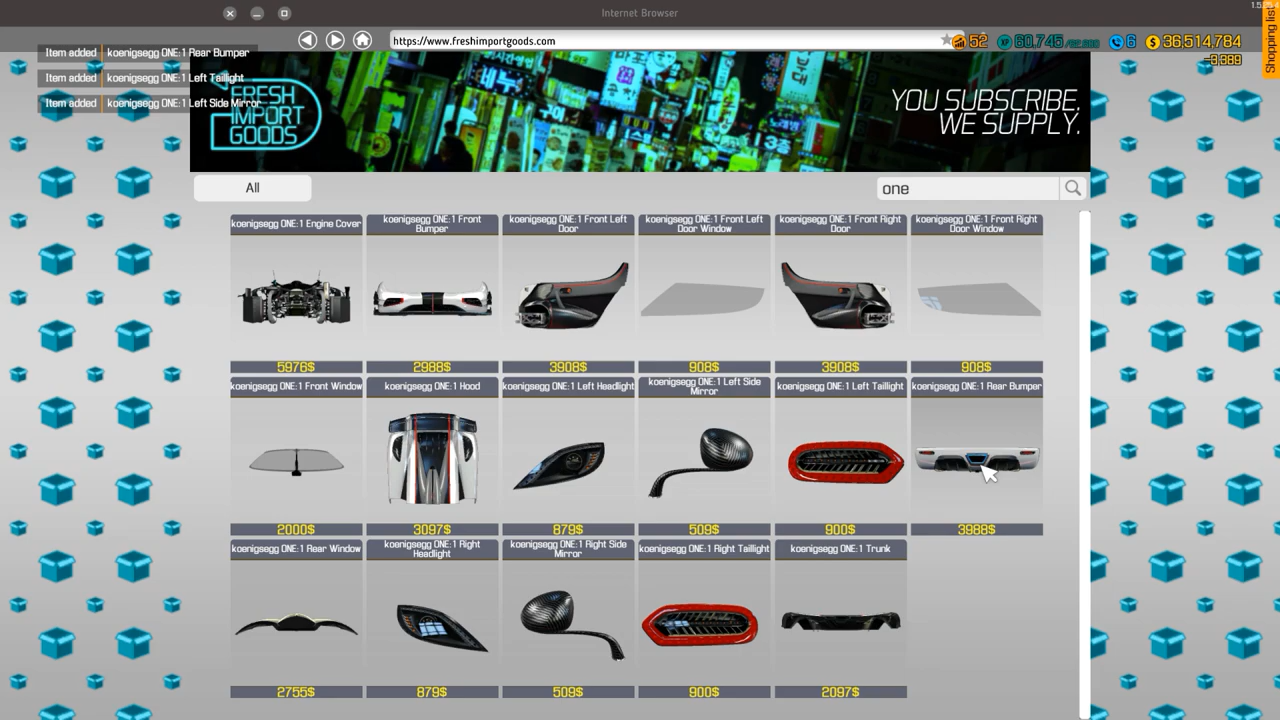 Internet Browser
https://www.freshimportgoods.com
52
6
36,514,784
Shopping list
Item added koenigsegg ONE:1 Rear Bumper
Item added koenigsegg ONE:1 Left Taillight
Item added koenigsegg ONE:1 Left Side Mirror
FRESH
IMPORT
GOODS
YOU SUBSCRIBE.
WE SUPPLY.
All
one
koenigsegg ONE:1 Engine Cover
koenigsegg ONE:1 Front
Bumper
koenigsegg ONE:1 Front Left
Door
koenigsegg ONE:1 Front Left
Door Window
koenigsegg ONE:1 Front Right
Door
koenigsegg ONE:1 Front Right
Door Window
5976$
2988$
3908$
908$
3908$
908$
koenigsegg ONE:1 Front Window
koenigsegg ONE:1 Hood
koenigsegg ONE:1 Left Headlight
koenigsegg ONE:1 Left Side
Mirror
koenigsegg ONE:1 Left Taillight
koenigsegg ONE:1 Rear Bumper
2000$
3097$
879$
509$
900$
3988$
koenigsegg ONE:1 Rear Window
koenigsegg ONE:1 Right
Headlight
koenigsegg ONE:1 Right Side
Mirror
koenigsegg ONE:1 Right Taillight
koenigsegg ONE:1 Trunk
2755$
879$
509$
900$
2097$